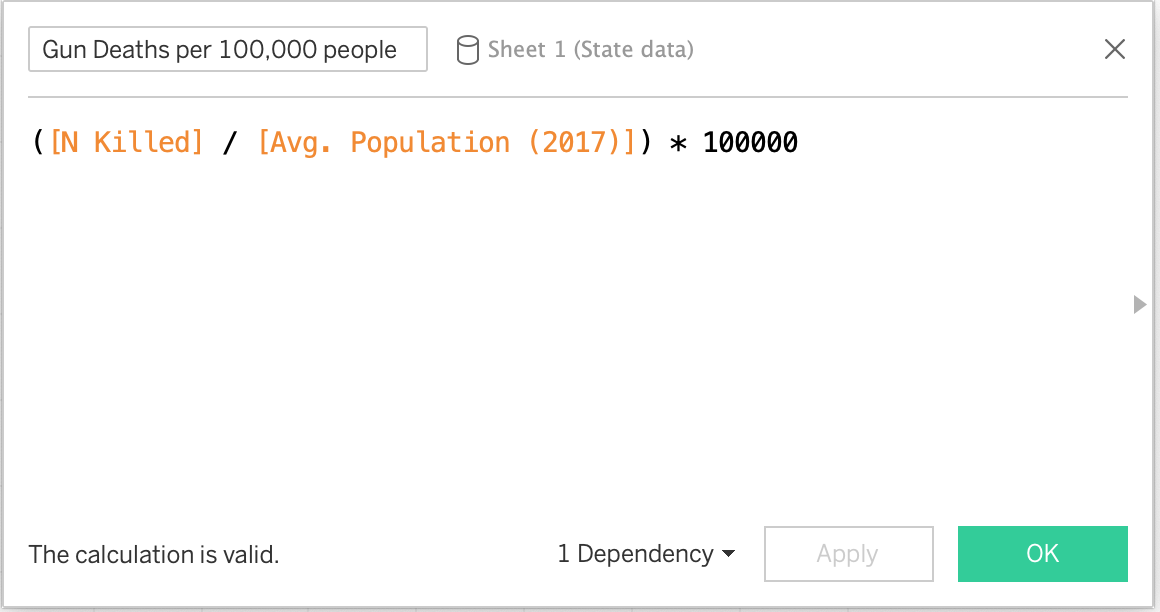 Gun Deaths per 100,000 people
Sheet 1 (State data)
([N Killed] / [Avg. Population (2017)]) * 100000
The calculation is valid.
1 Dependency
Apply
OK